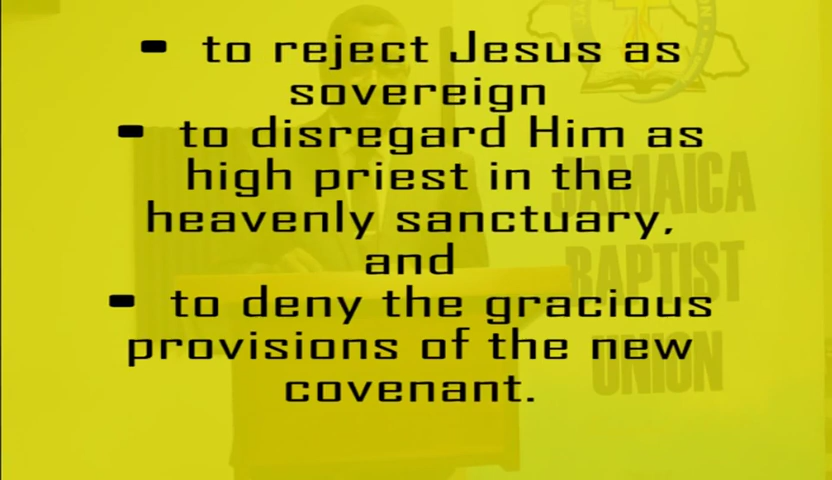 - to reject Jesus as
sovereign
- to disregard Him as
high priest in the
heavenly sanctuary,
and
- to deny the gracious
provisions of the new
covenant.
JAMAICA
BAPTIST
UNION